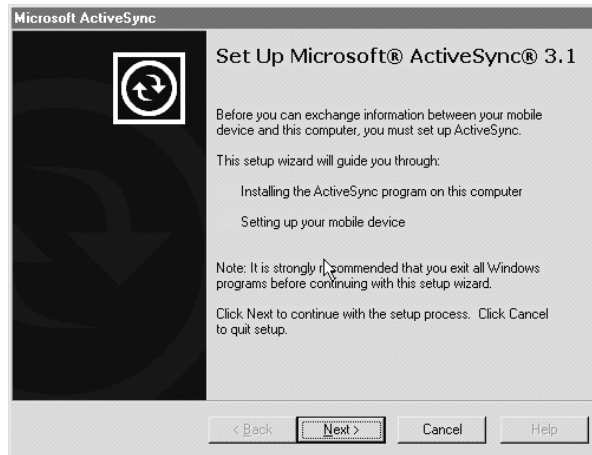 Microsoft ActiveSync
Set Up Microsoft® ActiveSync® 3.1
Before you can exchange information between your mobile
device and this computer, you must set up ActiveSync.
This setup wizard will guide you through:
Installing the ActiveSync program on this computer
Setting up your mobile device
Note: It is strongly recommended that you exit all Windows
programs before continuing with this setup wizard.
Click Next to continue with the setup process. Click Cancel
to quit setup.
< Back Next > Cancel Help